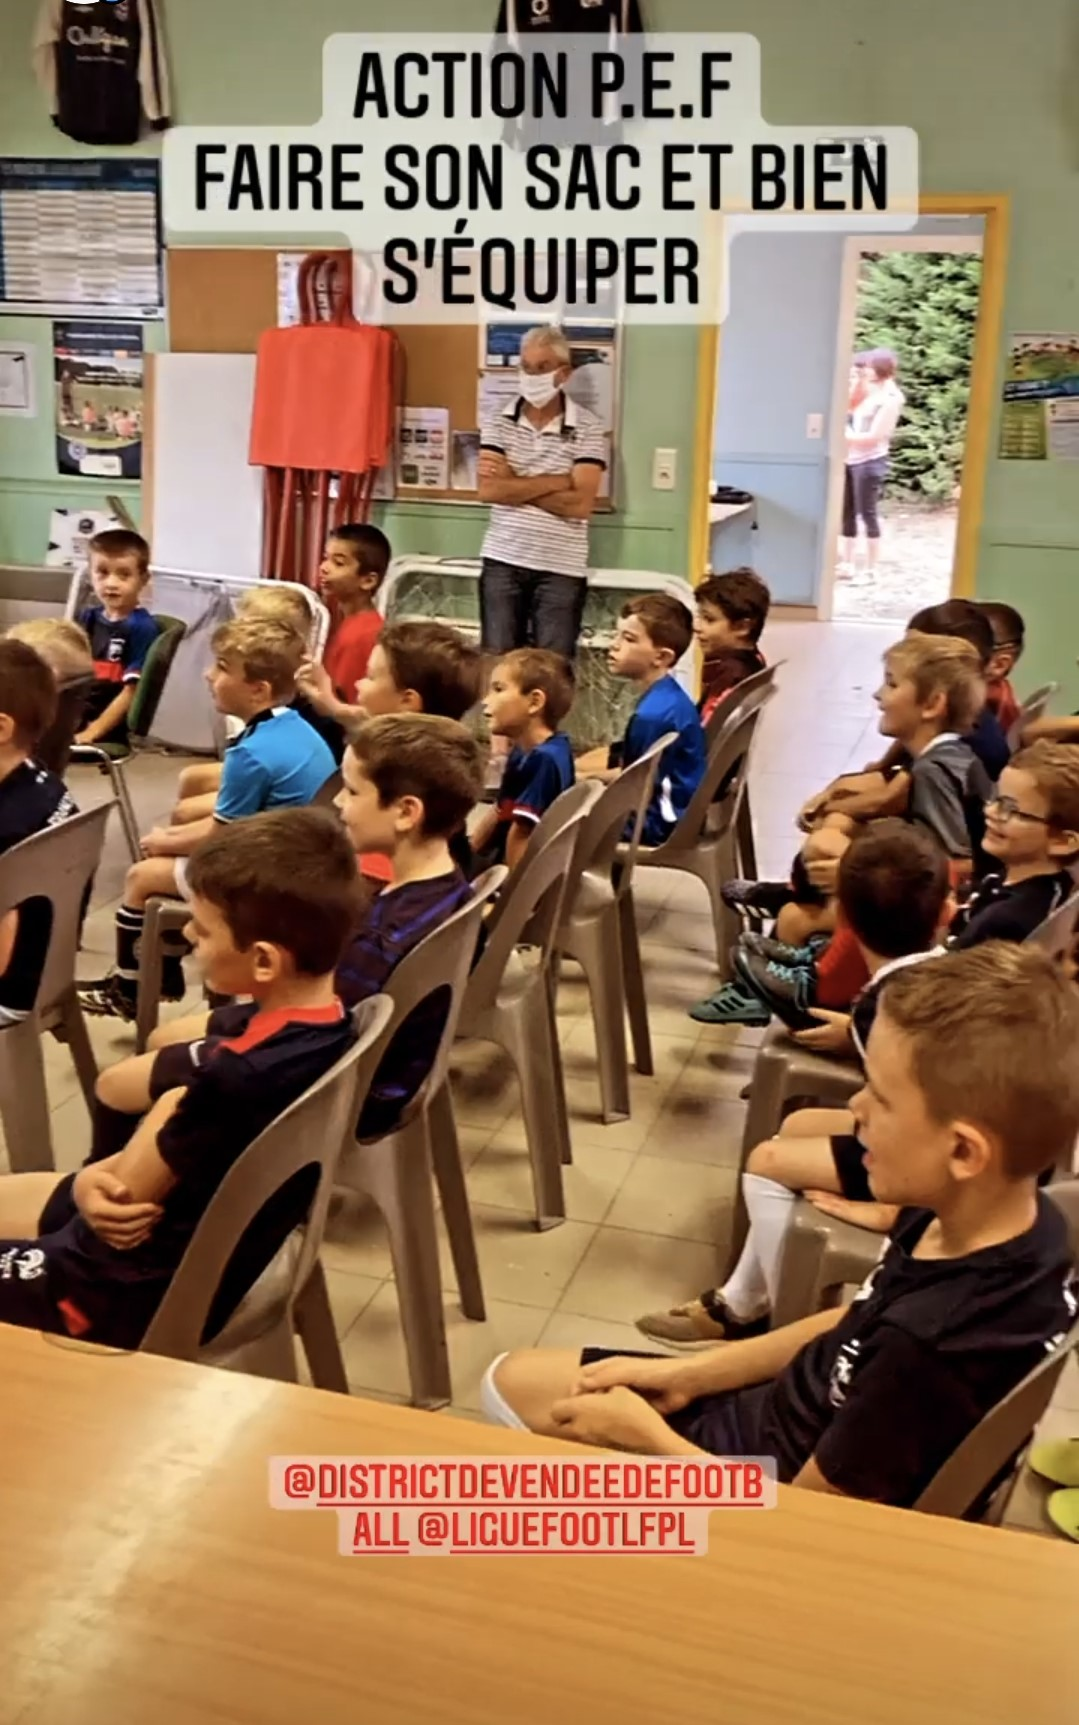 ACTION P.E.F
FAIRE SON SAC ET BIEN
S'ÉQUIPER
@DISTRICTDEVENDEEDEFOOTB
ALL @LIGUEFOOTLFPL